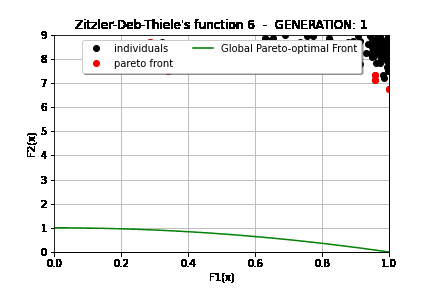 Zitzler-Deb-Thiele's function 6 - GENERATION: 1
individuals
pareto front
Global Pareto-optimal Front
F2(x)
9
8
7
6
5
4
3
2
1
0
0.0 0.2 0.4 0.6 0.8 1.0
F1(x)